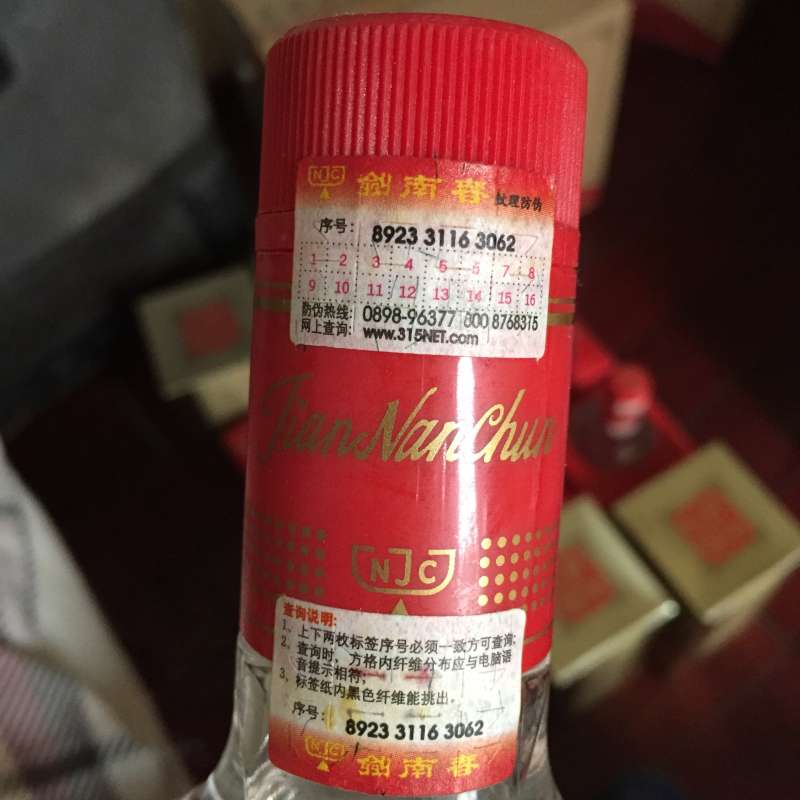 NJC 剑南春 纹理防伪
序号: 8923 3116 3062
1 2 3 4 5 6 7 8
9 10 11 12 13 14 15 16
防伪热线: 0898-96377 800 8768315
网上查询: www.315NET.com
JianNanChun
NJC
查询说明:
1、上下两枚标签序号必须一致方可查询;
2、查询时，方格内纤维分布应与电脑语
音提示相符;
3、标签纸内黑色纤维能挑出。
序号: 8923 3116 3062
NJC 剑南春